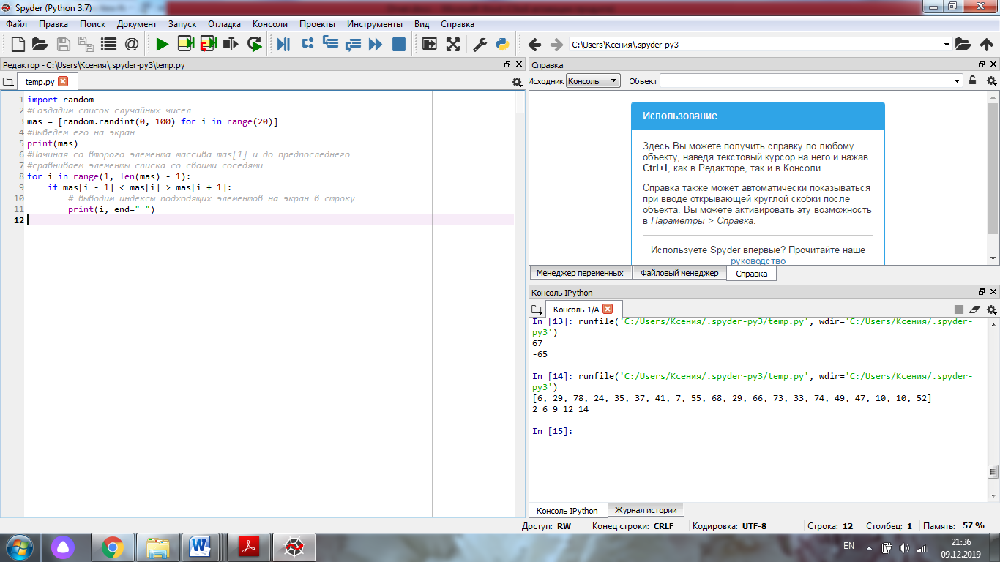 Spyder (Python 3.7)
Файл Правка Поиск Документ Запуск Отладка Консоли Проекты Инструменты Вид Справка
C:\Users\Ксения\.spyder-py3
Редактор - C:\Users\Ксения\.spyder-py3\temp.py
temp.py
1 import random
2 #Создадим список случайных чисел
3 mas = [random.randint(0, 100) for i in range(20)]
4 #Выведем его на экран
5 print(mas)
6 #Начиная со второго элемента массива mas[1] и до предпоследнего
7 #сравниваем элементы списка со своими соседями
8 for i in range(1, len(mas) - 1):
9     if mas[i - 1] < mas[i] > mas[i + 1]:
10         # выводим индексы подходящих элементов на экран в строку
11         print(i, end=" ")
12
Справка
Исходник Консоль Объект
Использование
Здесь Вы можете получить справку по любому
объекту, наведя текстовый курсор на него и нажав
Ctrl+I, как в Редакторе, так и в Консоли.
Справка также может автоматически показываться
при вводе открывающей круглой скобки после
объекта. Вы можете активировать эту возможность
в Параметры > Справка.
Используете Spyder впервые? Прочитайте наше
руководство
Менеджер переменных Файловый менеджер Справка
Консоль IPython
Консоль 1/A
In [13]: runfile('C:/Users/Ксения/.spyder-py3/temp.py', wdir='C:/Users/Ксения/.spyder-
py3')
67
-65
In [14]: runfile('C:/Users/Ксения/.spyder-py3/temp.py', wdir='C:/Users/Ксения/.spyder-
py3')
[6, 29, 78, 24, 35, 37, 41, 7, 55, 68, 29, 66, 73, 33, 74, 49, 47, 10, 10, 52]
2 6 9 12 14
In [15]:
Консоль IPython Журнал истории
Доступ: RW Конец строки: CRLF Кодировка: UTF-8 Строка: 12 Столбец: 1 Память: 57 %
EN
21:36
09.12.2019